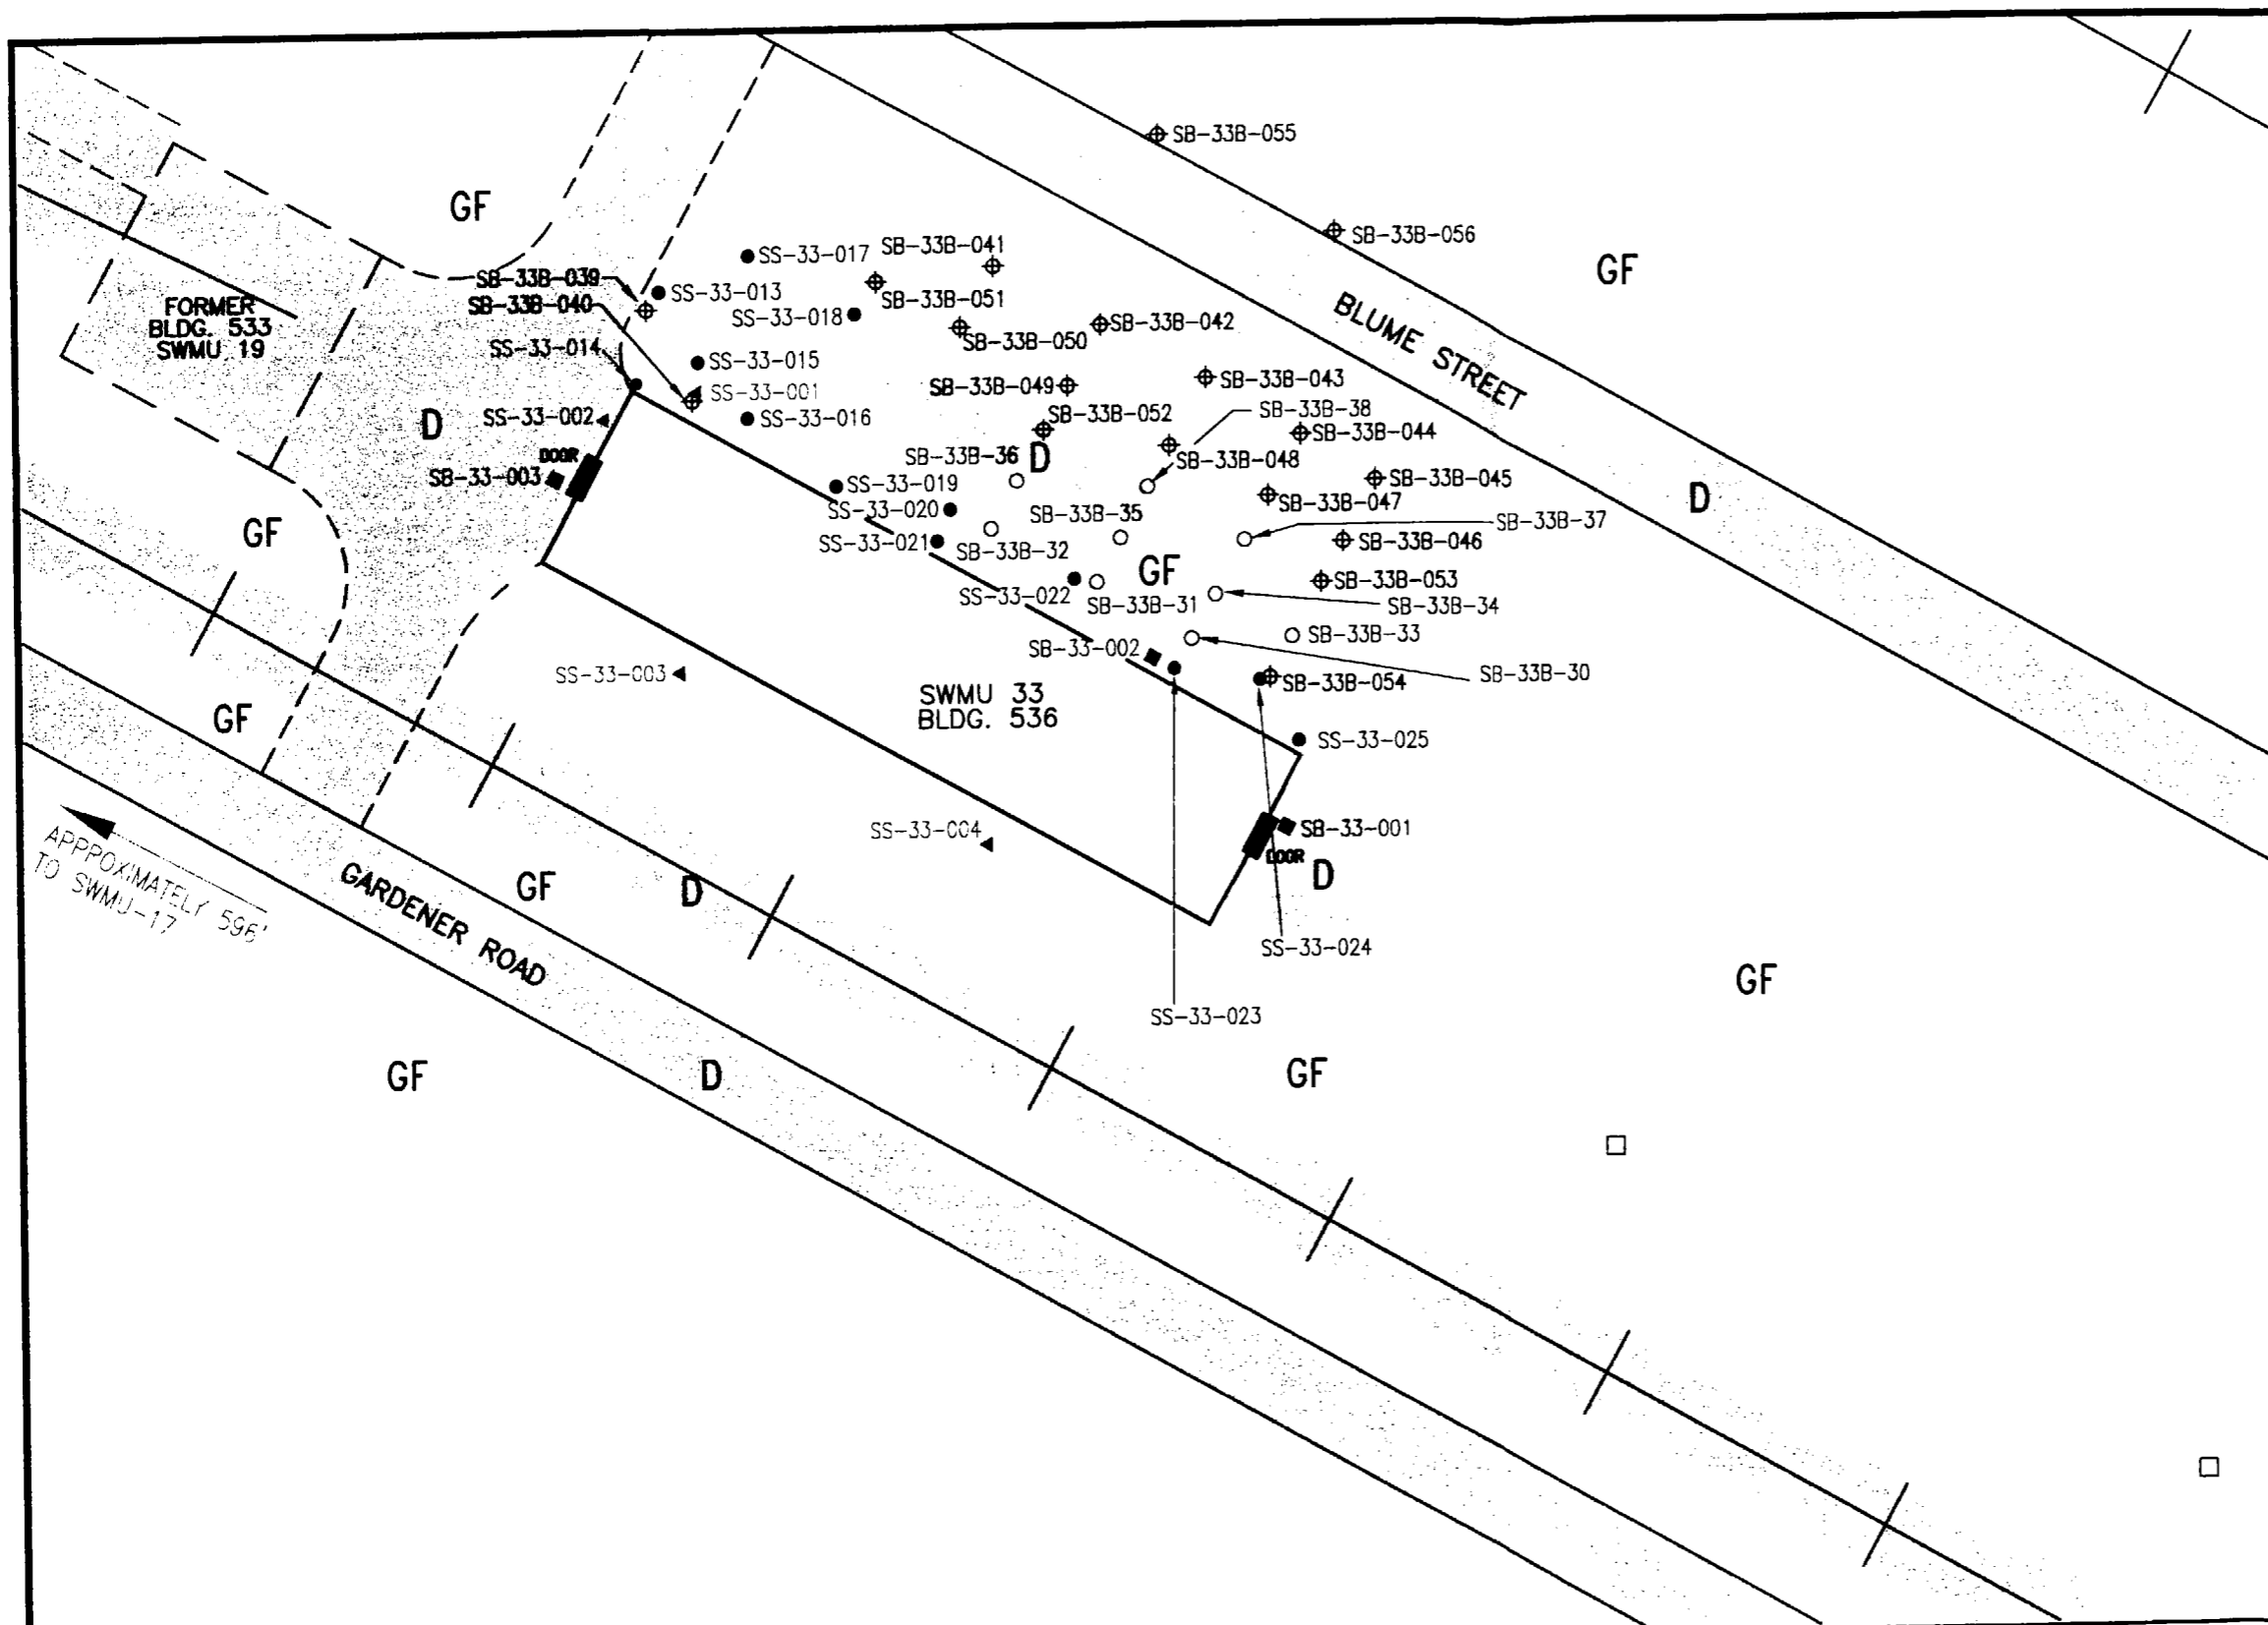 SB-33B-055
GF
SB-33B-056
SS-33-017
SB-33B-041
GF
SB-33B-039
SS-33-013
SB-33B-051
SB-33B-040
SS-33-018
FORMER
BLDG. 533
SWMU 19
BLUME STREET
SB-33B-042
SB-33B-050
SS-33-014
SS-33-015
SS-33-001
SB-33B-049
SB-33B-043
SS-33-002
SS-33-016
SB-33B-052
SB-33B-38
D
SB-33B-044
DOOR
SB-33B-36
D
SB-33B-048
SB-33-003
SS-33-019
SB-33B-045
SB-33B-047
D
SS-33-020
SB-33B-35
SB-33B-37
GF
SS-33-021
SB-33B-32
SB-33B-046
GF
SB-33B-053
SS-33-022
SB-33B-31
SB-33B-34
SB-33B-33
SB-33-002
SS-33-003
SB-33B-30
SB-33B-054
SWMU 33
BLDG. 536
GF
SS-33-025
SS-33-004
SB-33-001
DOOR
D
APPPOXIMATELY 596'
TO SWMU-17
GARDENER ROAD
GF
D
SS-33-024
GF
SS-33-023
GF
D
GF